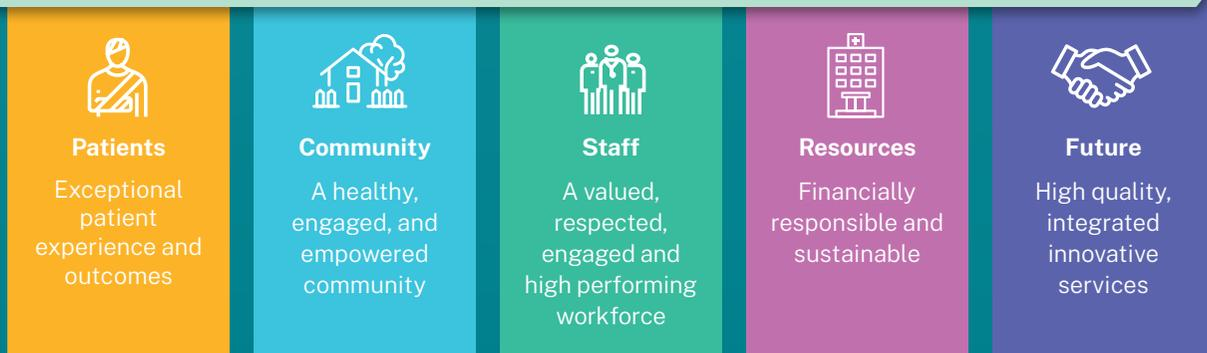 Patients
Exceptional
patient
experience and
outcomes
Community
A healthy,
engaged, and
empowered
community
Staff
A valued,
respected,
engaged and
high performing
workforce
Resources
Financially
responsible and
sustainable
Future
High quality,
integrated
innovative
services